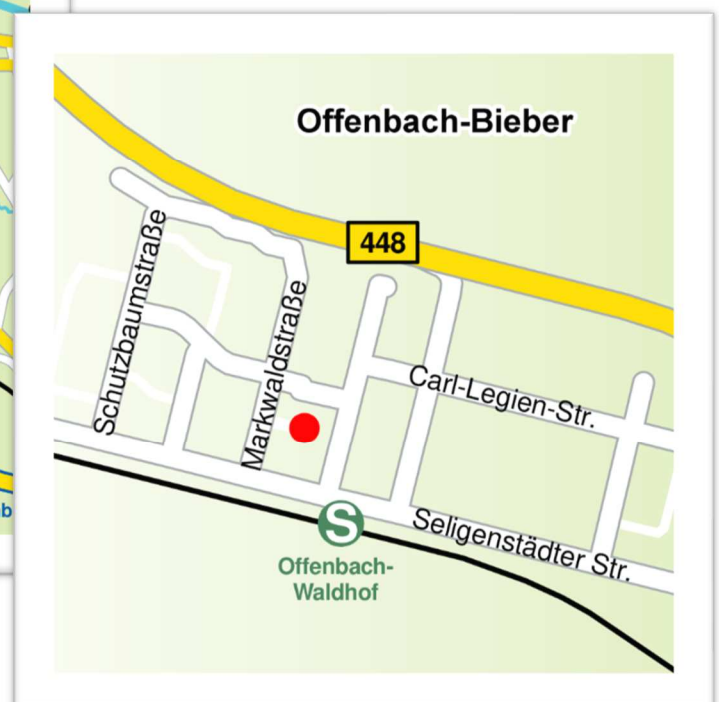 Offenbach-Bieber
448
Schutzbaumstraße
Markwaldstraße
Carl-Legien-Str.
Seligenstädter Str.
S
Offenbach-
Waldhof
b